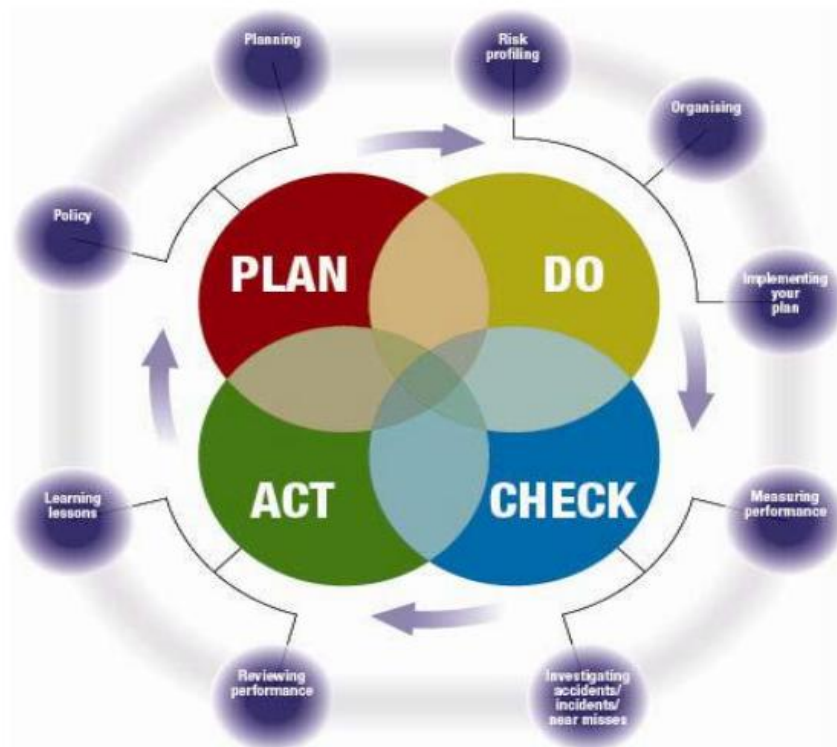 Planning
Risk
profiling
Organising
Policy
PLAN
DO
Implementing
your
plan
ACT
CHECK
Learning
lessons
Measuring
performance
Reviewing
performance
Investigating
accidents/
incidents/
near misses